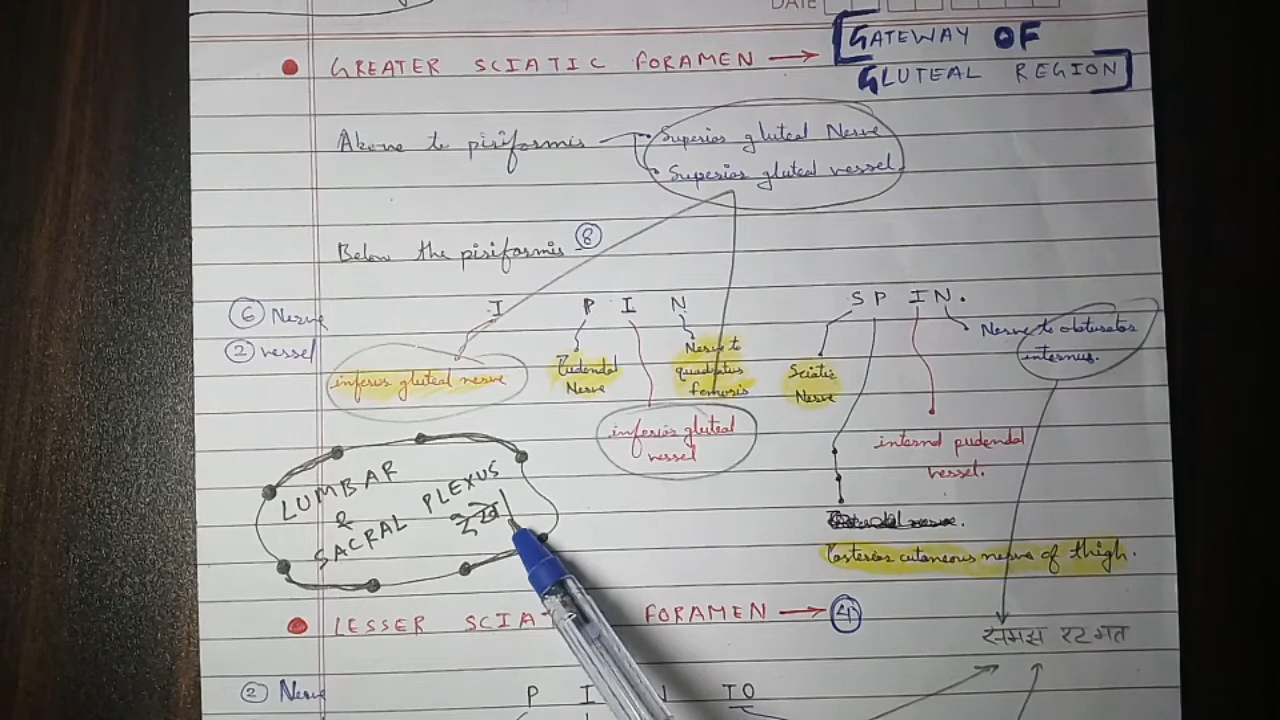 DATE
• GREATER SCIATIC FORAMEN → [GATEWAY OF
GLUTEAL REGION]
Above to piriformis
Superior gluteal Nerve
Superior gluteal vessel.
Below the piriformis ⑧
⑥ Nerve
② vessel
I P I N
S P I N.
inferior gluteal nerve
Pudendal
Nerve
Nerve to
quadratus
femoris
inferior gluteal
vessel
Sciatic
Nerve
Nerve to obturator
internus.
internal pudendal
vessel.
Posterior cutaneous nerve of thigh.
LUMBAR
&
SACRAL PLEXUS
• LESSER SCIAT FORAMEN → ④
समस रटमत
② Nerve
P I TO